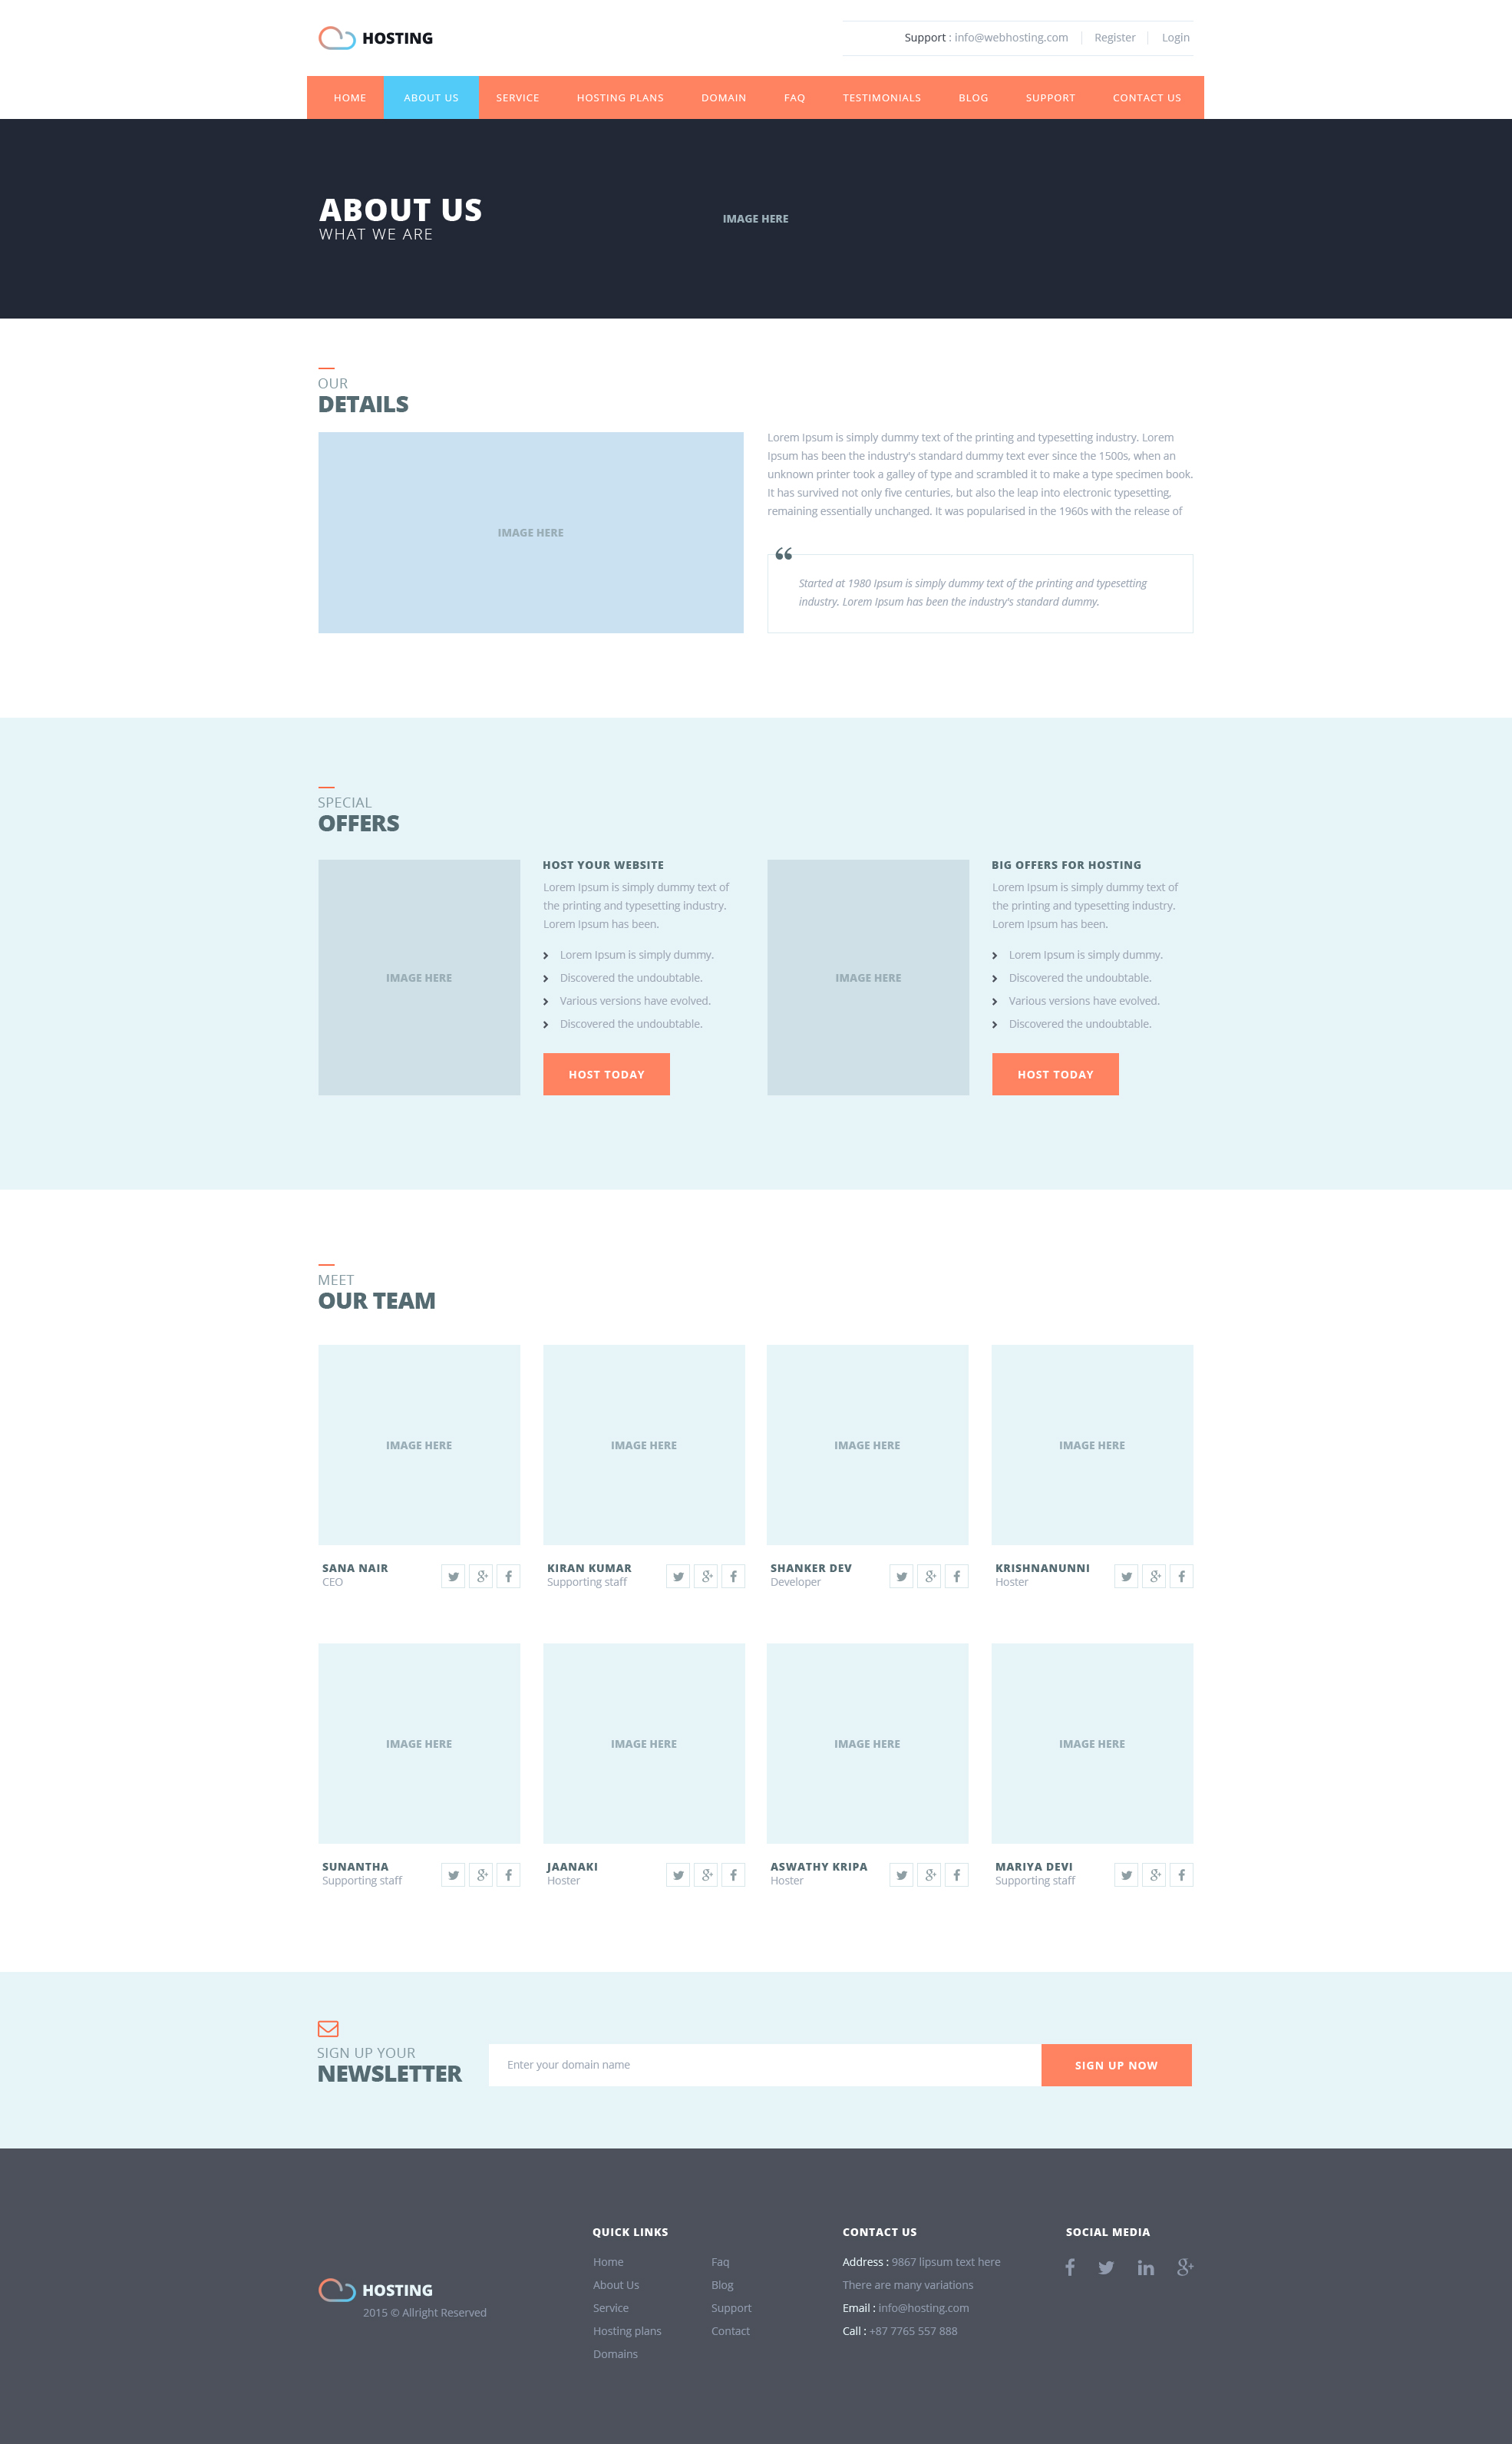 HOSTING
Support : info@webhosting.com Register Login
HOME ABOUT US SERVICE HOSTING PLANS DOMAIN FAQ TESTIMONIALS BLOG SUPPORT CONTACT US
ABOUT US
WHAT WE ARE
IMAGE HERE
OUR
DETAILS
IMAGE HERE
Lorem Ipsum is simply dummy text of the printing and typesetting industry. Lorem
Ipsum has been the industry's standard dummy text ever since the 1500s, when an
unknown printer took a galley of type and scrambled it to make a type specimen book.
It has survived not only five centuries, but also the leap into electronic typesetting,
remaining essentially unchanged. It was popularised in the 1960s with the release of
“
Started at 1980 Ipsum is simply dummy text of the printing and typesetting
industry. Lorem Ipsum has been the industry's standard dummy.
SPECIAL
OFFERS
IMAGE HERE
HOST YOUR WEBSITE
Lorem Ipsum is simply dummy text of
the printing and typesetting industry.
Lorem Ipsum has been.
Lorem Ipsum is simply dummy.
Discovered the undoubtable.
Various versions have evolved.
Discovered the undoubtable.
HOST TODAY
IMAGE HERE
BIG OFFERS FOR HOSTING
Lorem Ipsum is simply dummy text of
the printing and typesetting industry.
Lorem Ipsum has been.
Lorem Ipsum is simply dummy.
Discovered the undoubtable.
Various versions have evolved.
Discovered the undoubtable.
HOST TODAY
MEET
OUR TEAM
IMAGE HERE
SANA NAIR
CEO
IMAGE HERE
KIRAN KUMAR
Supporting staff
IMAGE HERE
SHANKER DEV
Developer
IMAGE HERE
KRISHNANUNNI
Hoster
IMAGE HERE
SUNANTHA
Supporting staff
IMAGE HERE
JAANAKI
Hoster
IMAGE HERE
ASWATHY KRIPA
Hoster
IMAGE HERE
MARIYA DEVI
Supporting staff
SIGN UP YOUR
NEWSLETTER
Enter your domain name
SIGN UP NOW
HOSTING
2015 © Allright Reserved
QUICK LINKS
Home
About Us
Service
Hosting plans
Domains
Faq
Blog
Support
Contact
CONTACT US
Address : 9867 lipsum text here
There are many variations
Email : info@hosting.com
Call : +87 7765 557 888
SOCIAL MEDIA